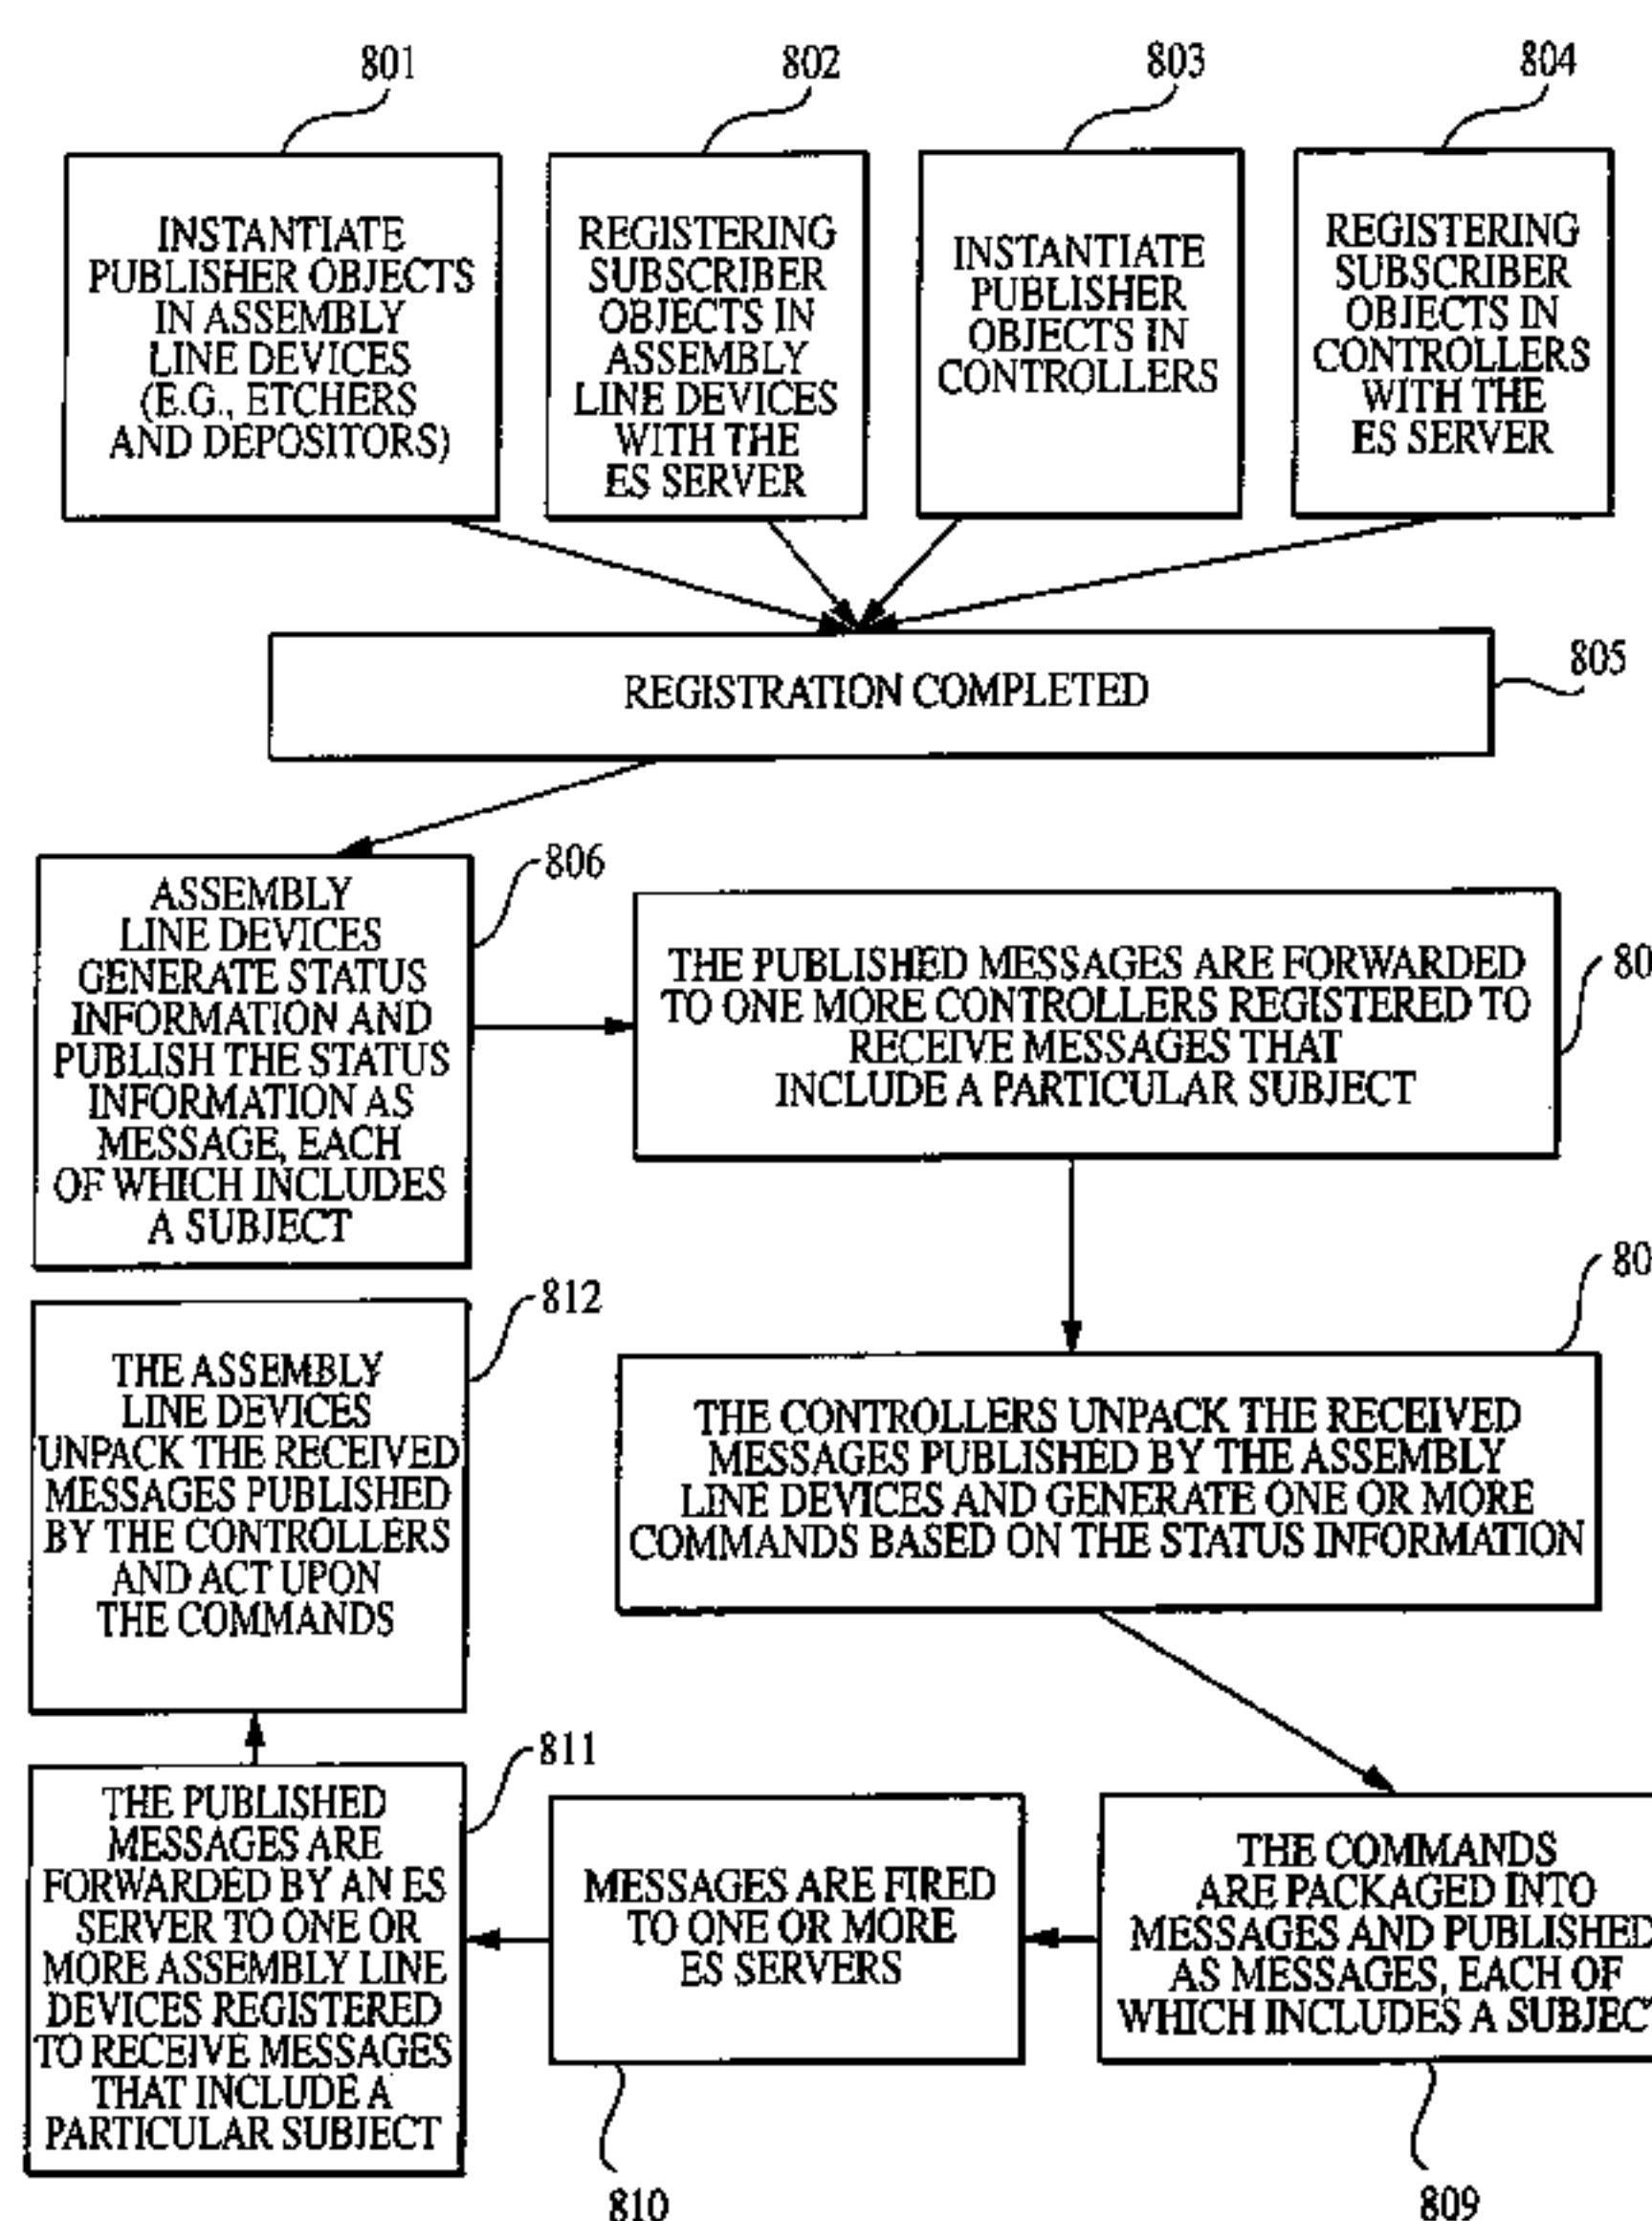 801
802
803
804
INSTANTIATE
PUBLISHER OBJECTS
IN ASSEMBLY
LINE DEVICES
(E.G., ETCHERS
AND DEPOSITORS)
REGISTERING
SUBSCRIBER
OBJECTS IN
ASSEMBLY
LINE DEVICES
WITH THE
ES SERVER
INSTANTIATE
PUBLISHER
OBJECTS IN
CONTROLLERS
REGISTERING
SUBSCRIBER
OBJECTS IN
CONTROLLERS
WITH THE
ES SERVER
REGISTRATION COMPLETED
805
ASSEMBLY
LINE DEVICES
GENERATE STATUS
INFORMATION AND
PUBLISH THE STATUS
INFORMATION AS
MESSAGE, EACH
OF WHICH INCLUDES
A SUBJECT
806
THE PUBLISHED MESSAGES ARE FORWARDED
TO ONE MORE CONTROLLERS REGISTERED TO
RECEIVE MESSAGES THAT
INCLUDE A PARTICULAR SUBJECT
80
THE CONTROLLERS UNPACK THE RECEIVED
MESSAGES PUBLISHED BY THE ASSEMBLY
LINE DEVICES AND GENERATE ONE OR MORE
COMMANDS BASED ON THE STATUS INFORMATION
80
THE COMMANDS
ARE PACKAGED INTO
MESSAGES AND PUBLISHED
AS MESSAGES, EACH OF
WHICH INCLUDES A SUBJEC
809
MESSAGES ARE FIRED
TO ONE OR MORE
ES SERVERS
810
THE PUBLISHED
MESSAGES ARE
FORWARDED BY AN ES
SERVER TO ONE OR
MORE ASSEMBLY LINE
DEVICES REGISTERED
TO RECEIVE MESSAGES
THAT INCLUDE A
PARTICULAR SUBJECT
811
THE ASSEMBLY
LINE DEVICES
UNPACK THE RECEIVED
MESSAGES PUBLISHED
BY THE CONTROLLERS
AND ACT UPON
THE COMMANDS
812